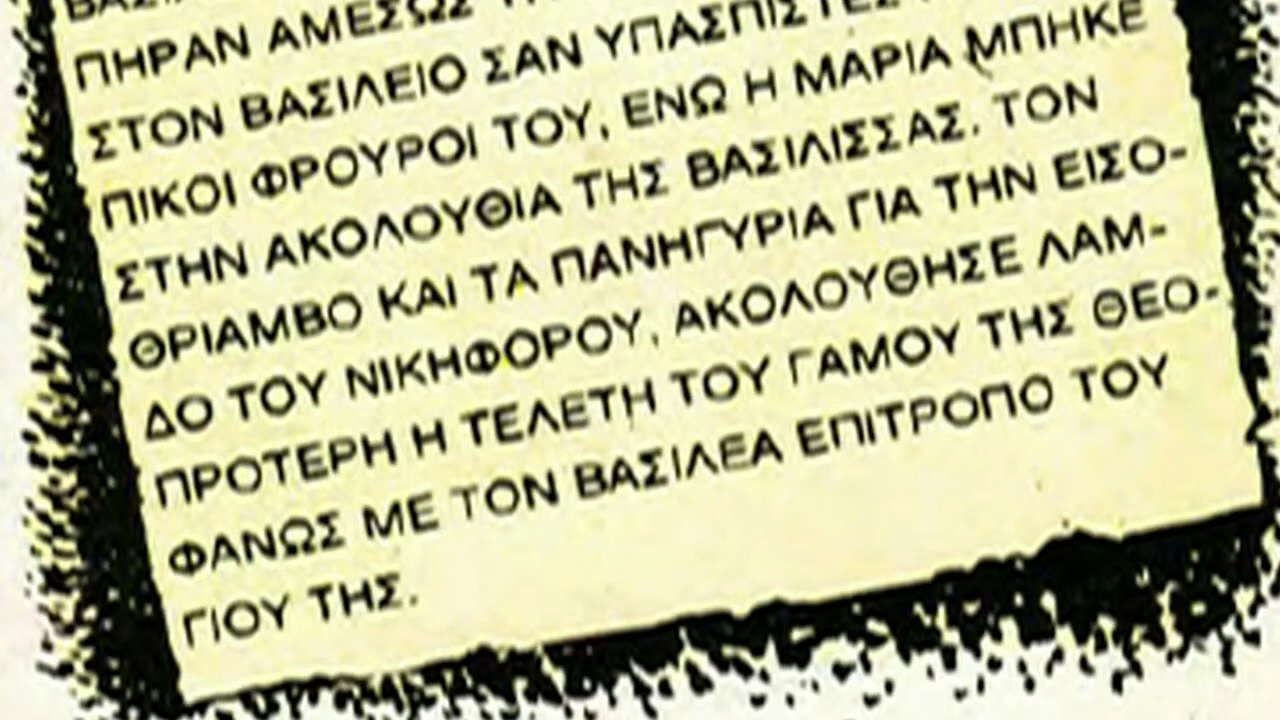 ΠΗΡΑΝ ΑΜΕΣΩΣ
ΣΤΟΝ ΒΑΣΙΛΕΙΟ ΣΑΝ ΥΠΑΣΠΙΣΤΕΣ
ΠΙΚΟΙ ΦΡΟΥΡΟΙ ΤΟΥ, ΕΝΩ Η ΜΑΡΙΑ ΜΠΗΚΕ
ΣΤΗΝ ΑΚΟΛΟΥΘΙΑ ΤΗΣ ΒΑΣΙΛΙΣΣΑΣ. ΤΟΝ
ΘΡΙΑΜΒΟ ΚΑΙ ΤΑ ΠΑΝΗΓΥΡΙΑ ΓΙΑ ΤΗΝ ΕΙΣΟ-
ΔΟ ΤΟΥ ΝΙΚΗΦΟΡΟΥ, ΑΚΟΛΟΥΘΗΣΕ ΛΑΜ-
ΠΡΟΤΕΡΗ Η ΤΕΛΕΤΗ ΤΟΥ ΓΑΜΟΥ ΤΗΣ ΘΕΟ-
ΦΑΝΩΣ ΜΕ ΤΟΝ ΒΑΣΙΛΕΑ ΕΠΙΤΡΟΠΟ ΤΟΥ
ΓΙΟΥ ΤΗΣ.